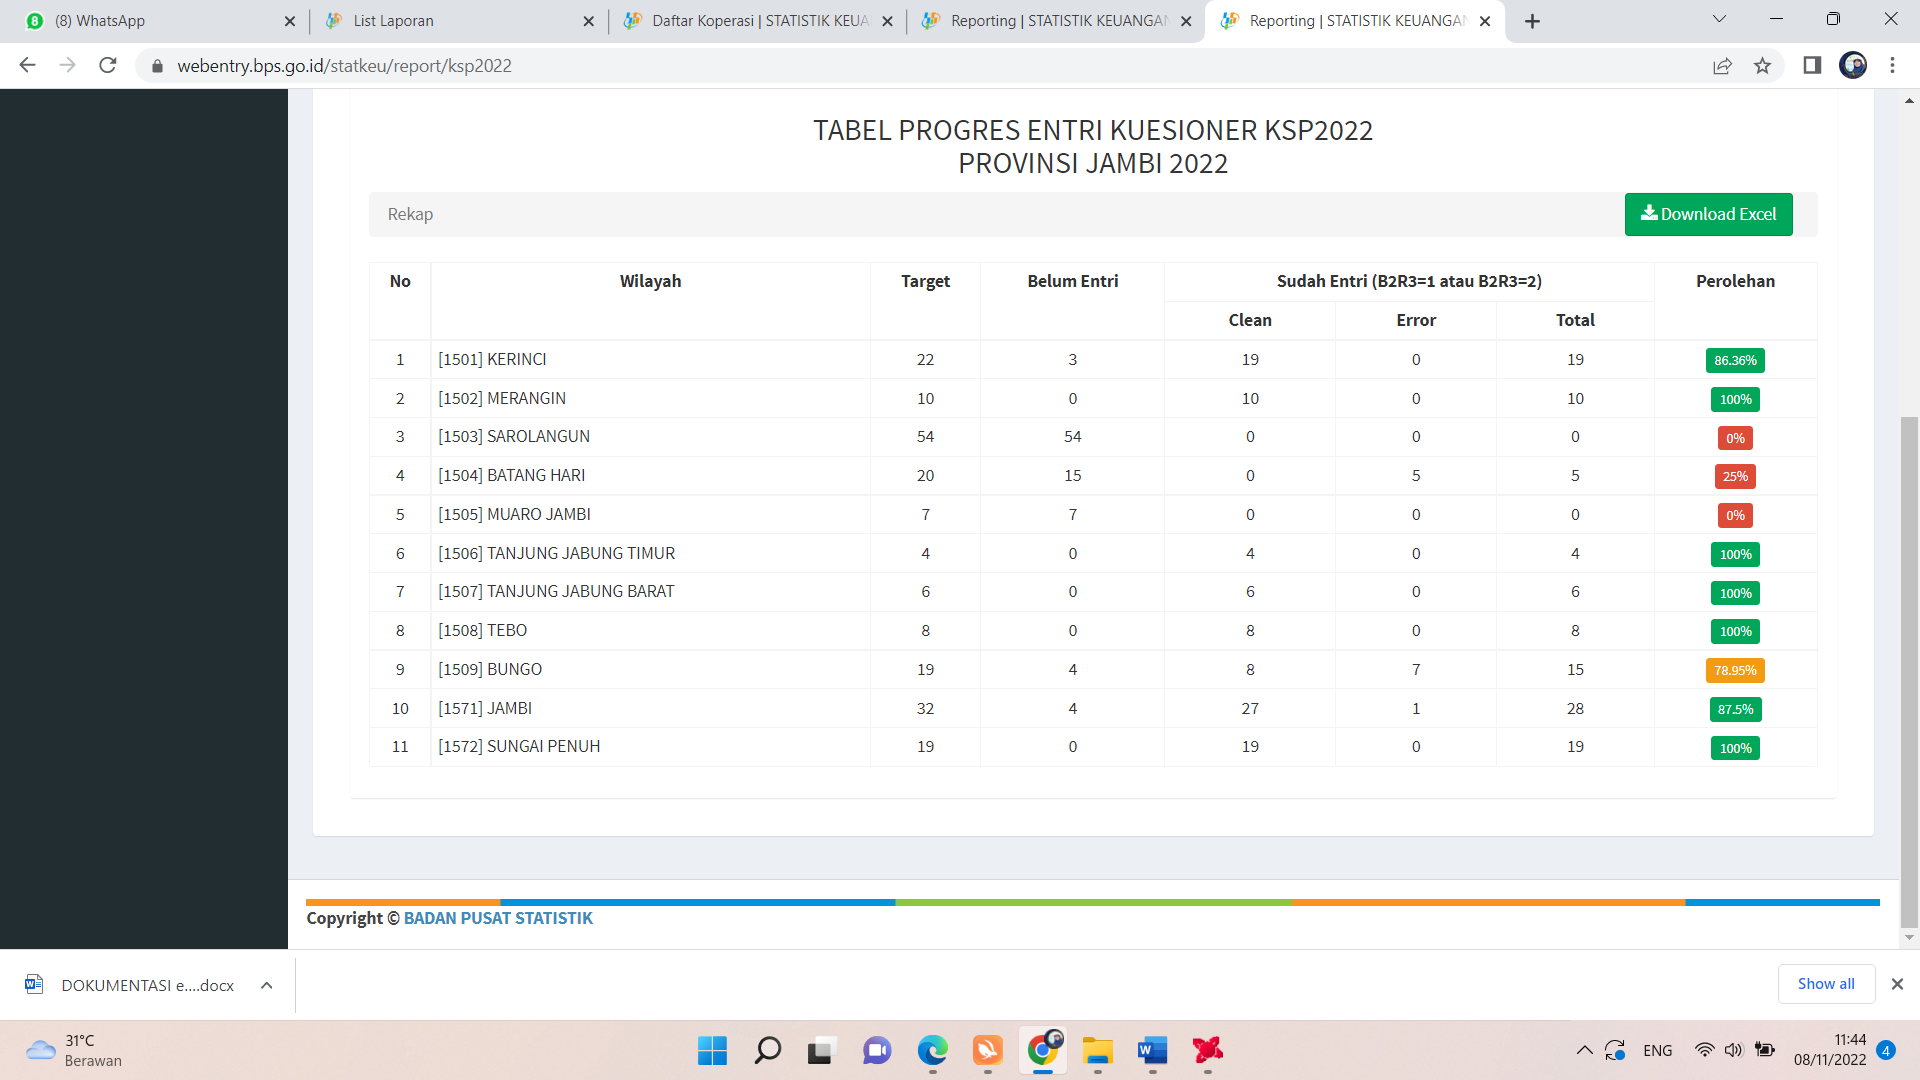 (8) WhatsApp
List Laporan
Daftar Koperasi | STATISTIK KEUA
Reporting | STATISTIK KEUANGAN
Reporting | STATISTIK KEUANGAN
webentry.bps.go.id/statkeu/report/ksp2022
TABEL PROGRES ENTRI KUESIONER KSP2022
PROVINSI JAMBI 2022
Rekap
Download Excel
No Wilayah Target Belum Entri Sudah Entri (B2R3=1 atau B2R3=2) Perolehan
Clean Error Total
1 [1501] KERINCI 22 3 19 0 19 86.36%
2 [1502] MERANGIN 10 0 10 0 10 100%
3 [1503] SAROLANGUN 54 54 0 0 0 0%
4 [1504] BATANG HARI 20 15 0 5 5 25%
5 [1505] MUARO JAMBI 7 7 0 0 0 0%
6 [1506] TANJUNG JABUNG TIMUR 4 0 4 0 4 100%
7 [1507] TANJUNG JABUNG BARAT 6 0 6 0 6 100%
8 [1508] TEBO 8 0 8 0 8 100%
9 [1509] BUNGO 19 4 8 7 15 78.95%
10 [1571] JAMBI 32 4 27 1 28 87.5%
11 [1572] SUNGAI PENUH 19 0 19 0 19 100%
Copyright © BADAN PUSAT STATISTIK
DOKUMENTASI e....docx
Show all
31°C
Berawan
ENG
11:44
08/11/2022
4